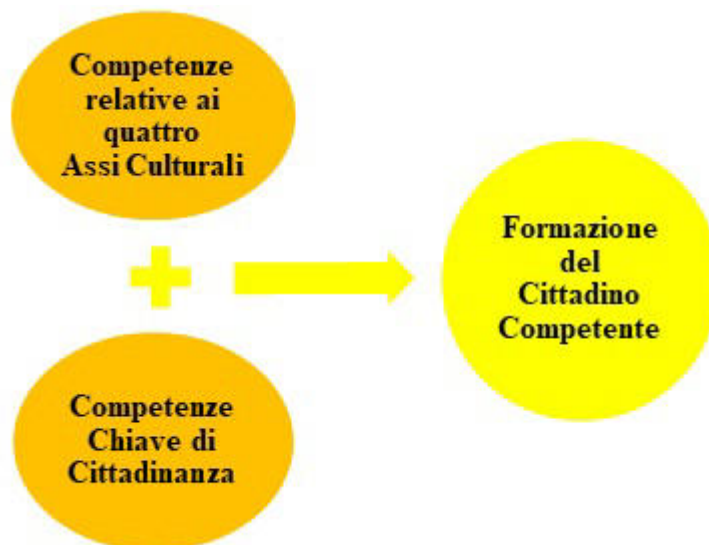 Competenze
relative ai
quattro
Assi Culturali
Competenze
Chiave di
Cittadinanza
Formazione
del
Cittadino
Competente